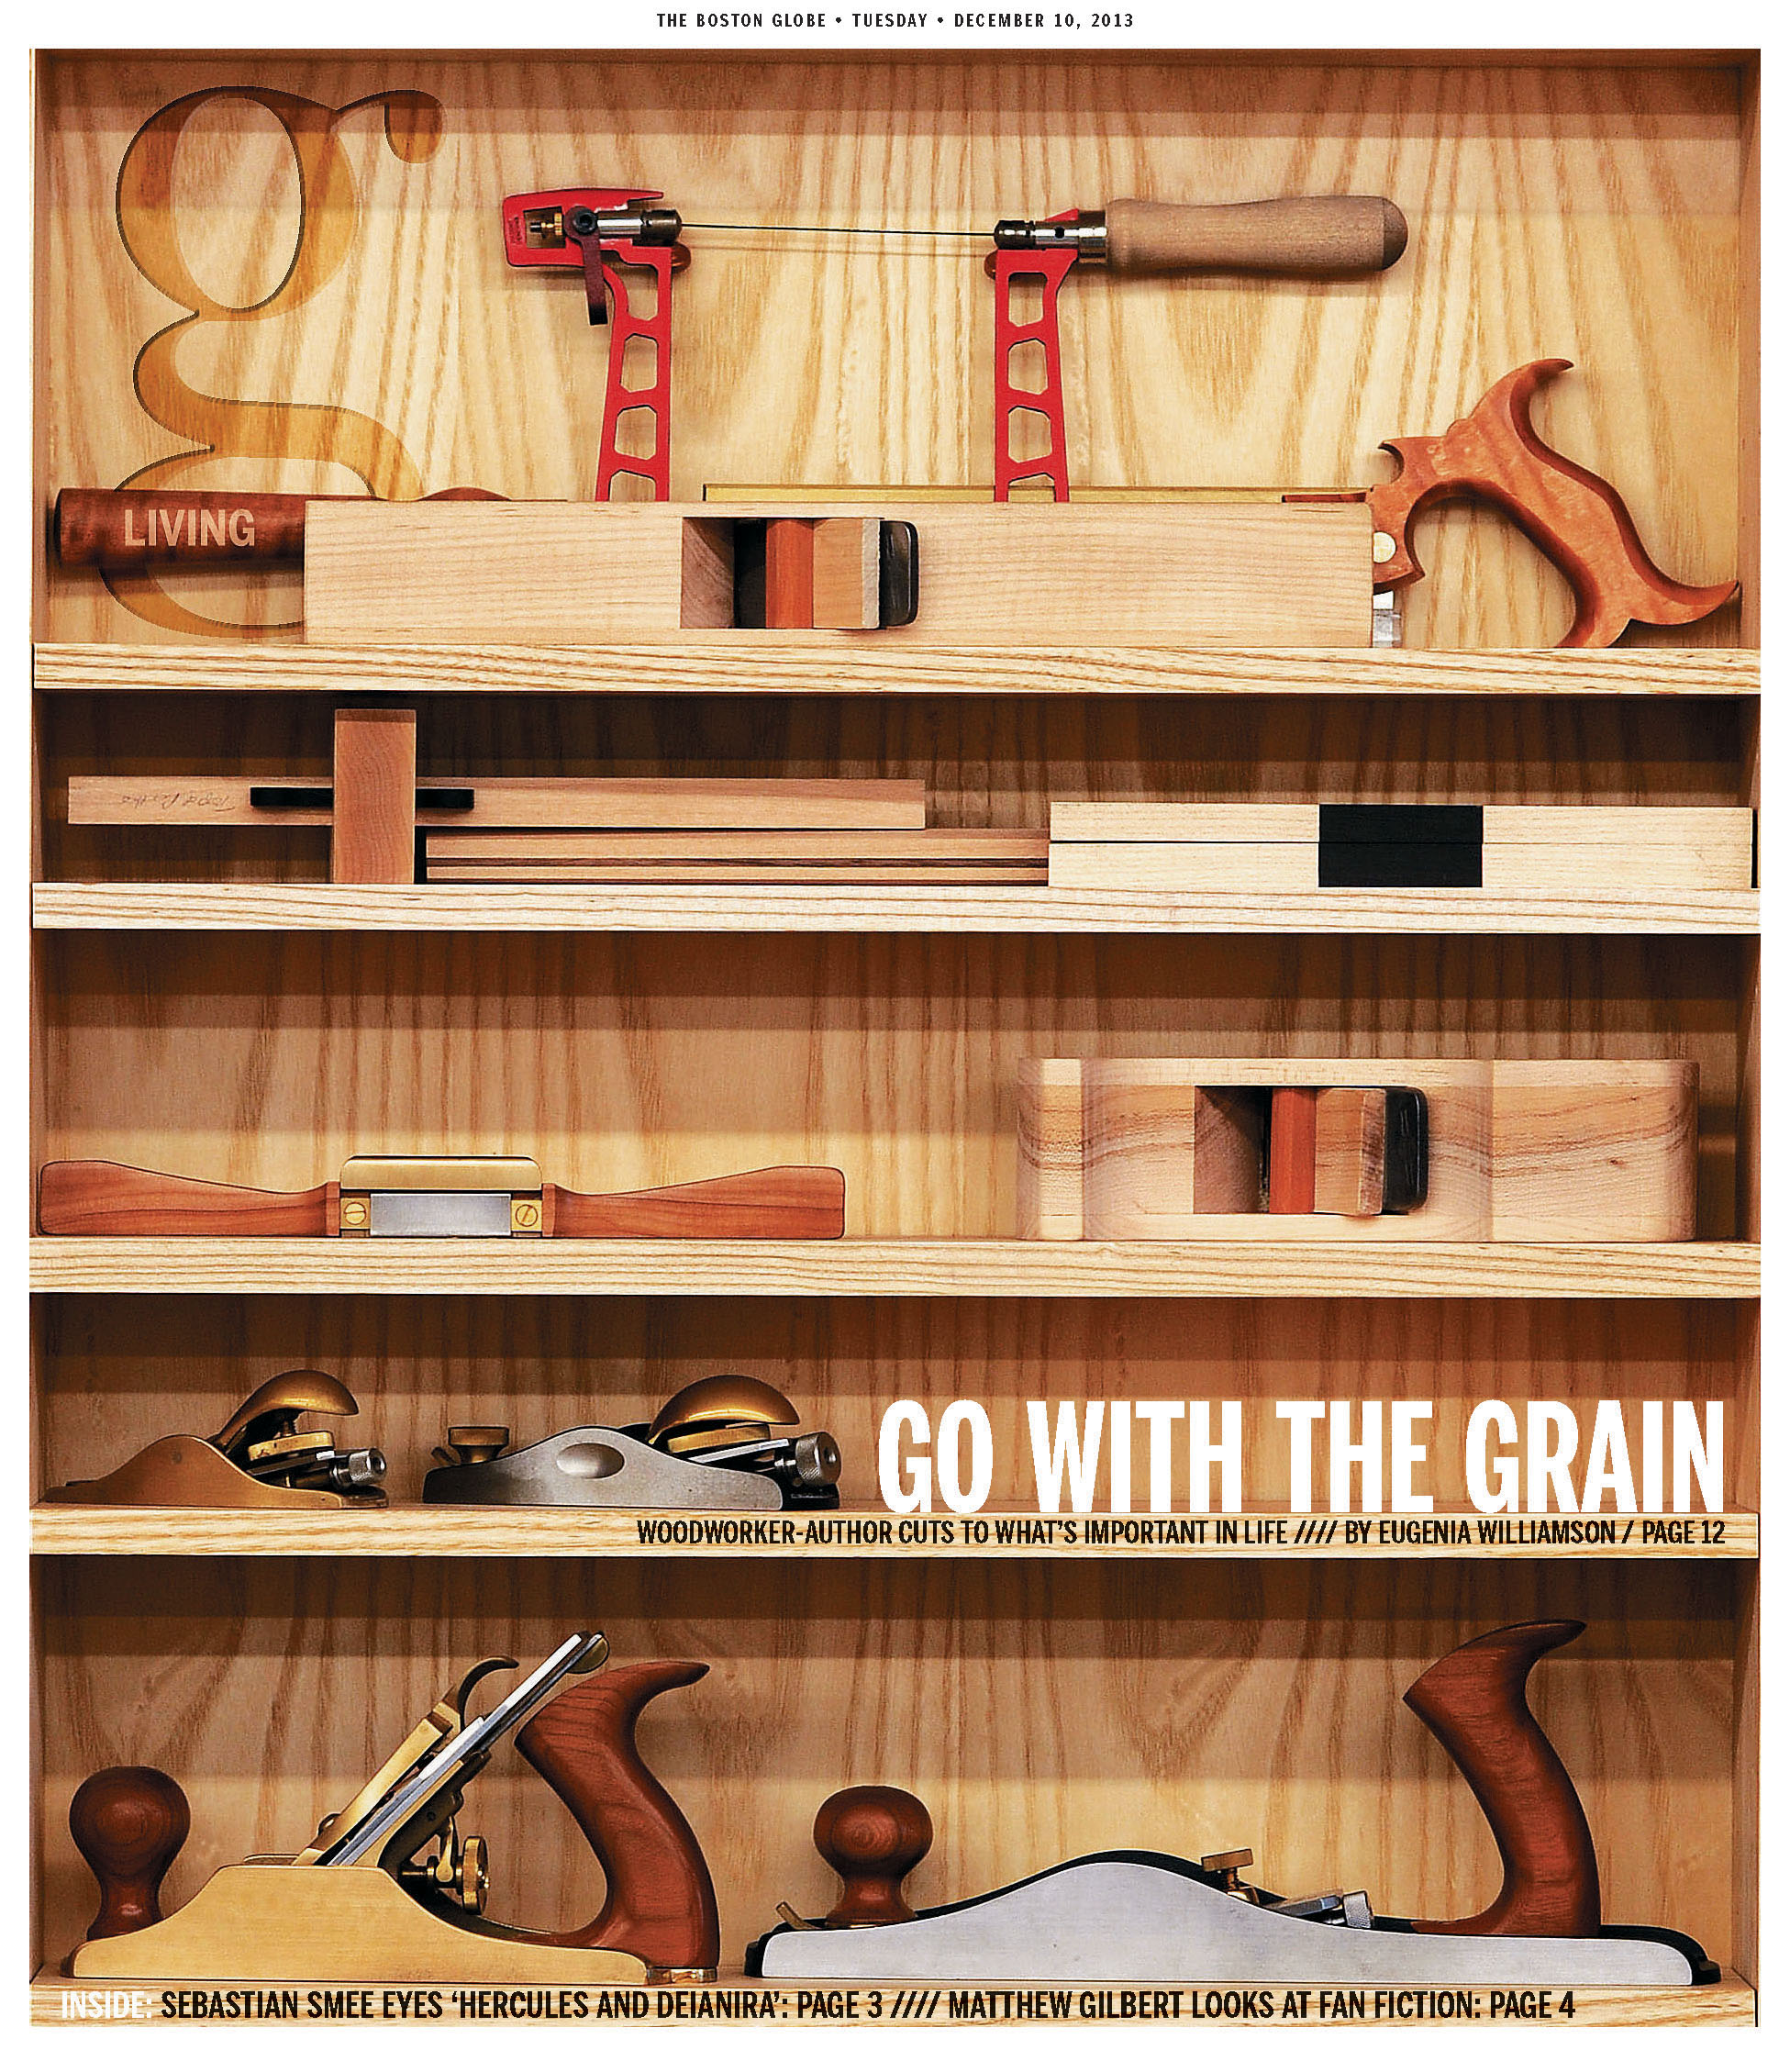 THE BOSTON GLOBE • TUESDAY • DECEMBER 10, 2013
g
LIVING
GO WITH THE GRAIN
WOODWORKER-AUTHOR CUTS TO WHAT'S IMPORTANT IN LIFE //// BY EUGENIA WILLIAMSON / PAGE 12
INSIDE: SEBASTIAN SMEE EYES ‘HERCULES AND DEIANIRA’: PAGE 3 //// MATTHEW GILBERT LOOKS AT FAN FICTION: PAGE 4